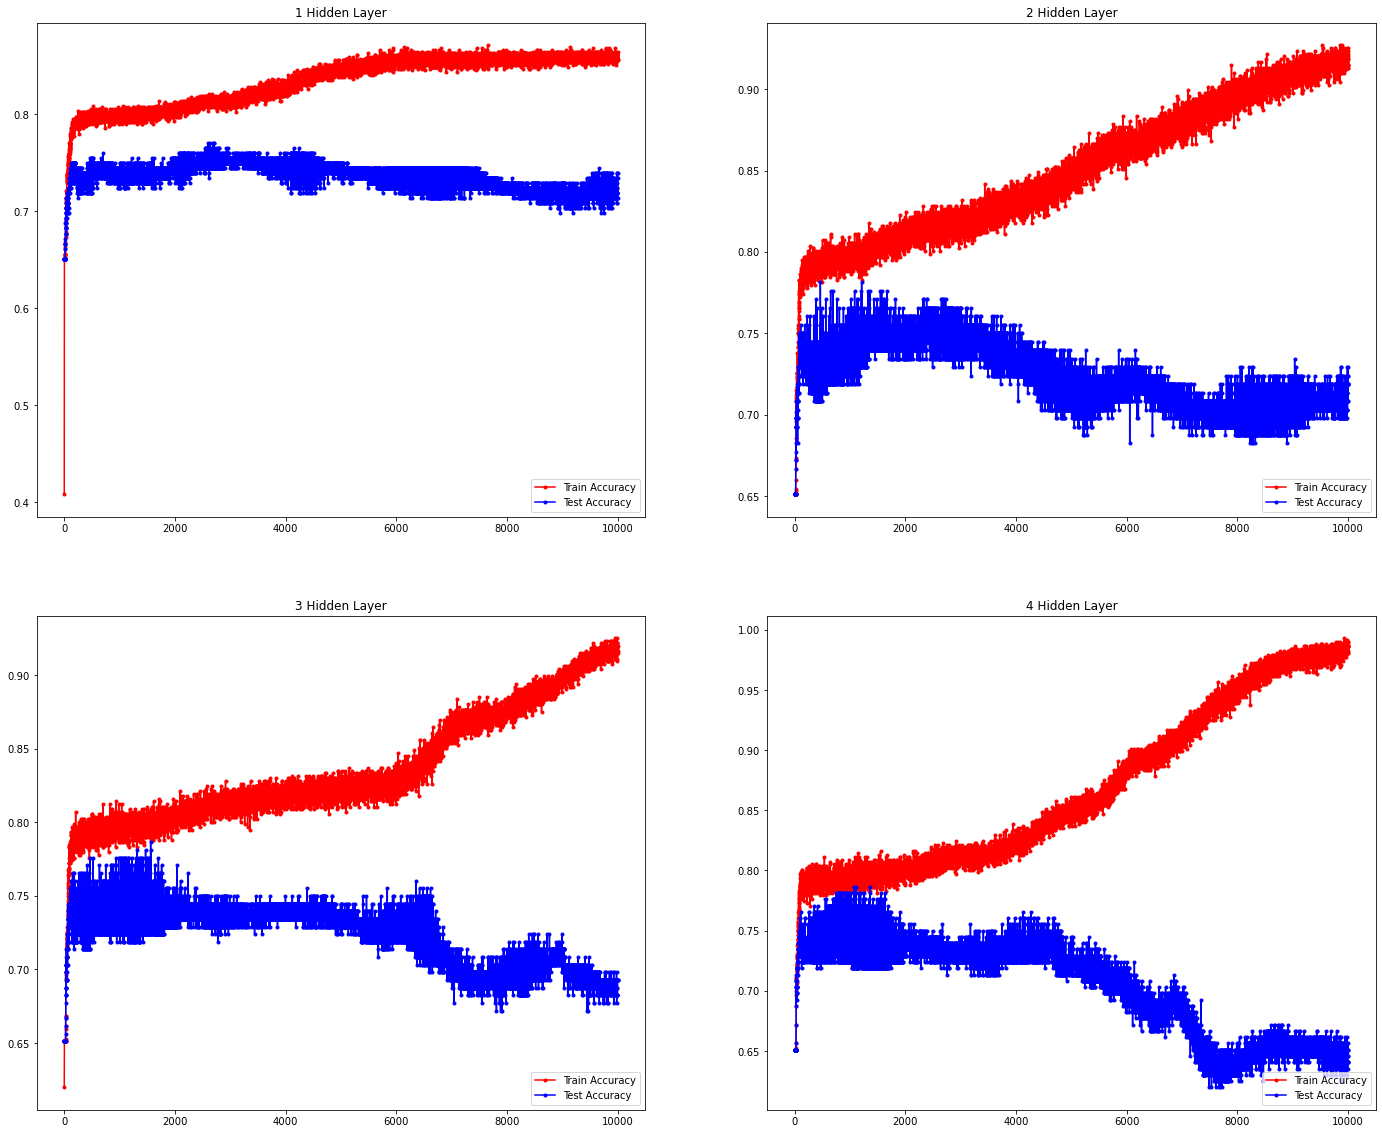 1 Hidden Layer
0.8
0.7
0.6
0.5
0.4
0 2000 4000 6000 8000 10000
Train Accuracy
Test Accuracy
2 Hidden Layer
0.90
0.85
0.80
0.75
0.70
0.65
0 2000 4000 6000 8000 10000
Train Accuracy
Test Accuracy
3 Hidden Layer
0.90
0.85
0.80
0.75
0.70
0.65
0 2000 4000 6000 8000 10000
Train Accuracy
Test Accuracy
4 Hidden Layer
1.00
0.95
0.90
0.85
0.80
0.75
0.70
0.65
0 2000 4000 6000 8000 10000
Train Accuracy
Test Accuracy